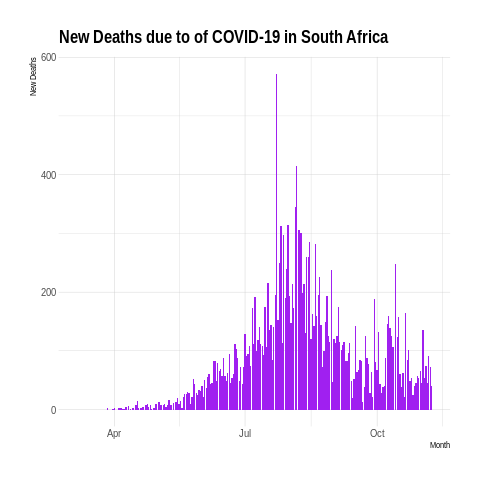 New Deaths due to of COVID-19 in South Africa
New Deaths
600
400
200
0
Apr Jul Oct
Month